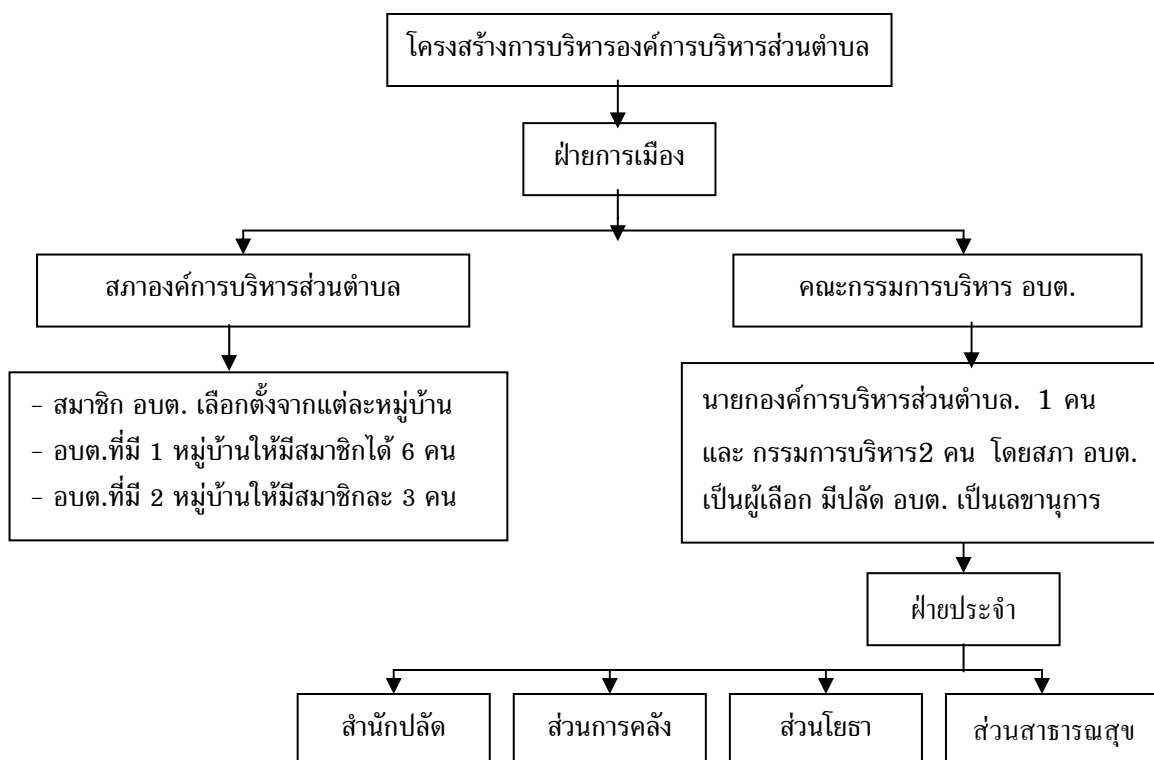 โครงสร้างการบริหารองค์การบริหารส่วนตำบล
ฝ่ายการเมือง
สภาองค์การบริหารส่วนตำบล
คณะกรรมการบริหาร อบต.
- สมาชิก อบต. เลือกตั้งจากแต่ละหมู่บ้าน
- อบต.ที่มี 1 หมู่บ้านให้มีสมาชิกได้ 6 คน
- อบต.ที่มี 2 หมู่บ้านให้มีสมาชิกละ 3 คน
นายกองค์การบริหารส่วนตำบล. 1 คน
และ กรรมการบริหาร2 คน โดยสภา อบต.
เป็นผู้เลือก มีปลัด อบต. เป็นเลขานุการ
ฝ่ายประจำ
สำนักปลัด
ส่วนการคลัง
ส่วนโยธา
ส่วนสาธารณสุข